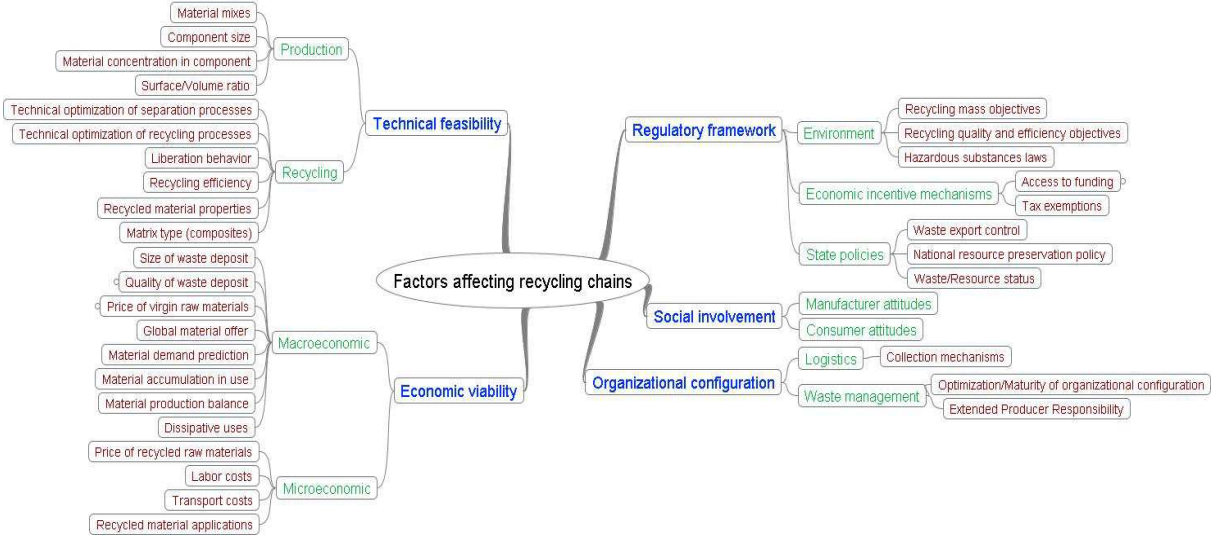 Factors affecting recycling chains
Technical feasibility
Production
Material mixes
Component size
Material concentration in component
Surface/Volume ratio
Recycling
Technical optimization of separation processes
Technical optimization of recycling processes
Liberation behavior
Recycling efficiency
Recycled material properties
Matrix type (composites)
Economic viability
Macroeconomic
Size of waste deposit
Quality of waste deposit
Price of virgin raw materials
Global material offer
Material demand prediction
Material accumulation in use
Material production balance
Dissipative uses
Microeconomic
Price of recycled raw materials
Labor costs
Transport costs
Recycled material applications
Regulatory framework
Environment
Recycling mass objectives
Recycling quality and efficiency objectives
Hazardous substances laws
Economic incentive mechanisms
Access to funding
Tax exemptions
State policies
Waste export control
National resource preservation policy
Waste/Resource status
Social involvement
Manufacturer attitudes
Consumer attitudes
Organizational configuration
Logistics
Collection mechanisms
Waste management
Optimization/Maturity of organizational configuration
Extended Producer Responsibility